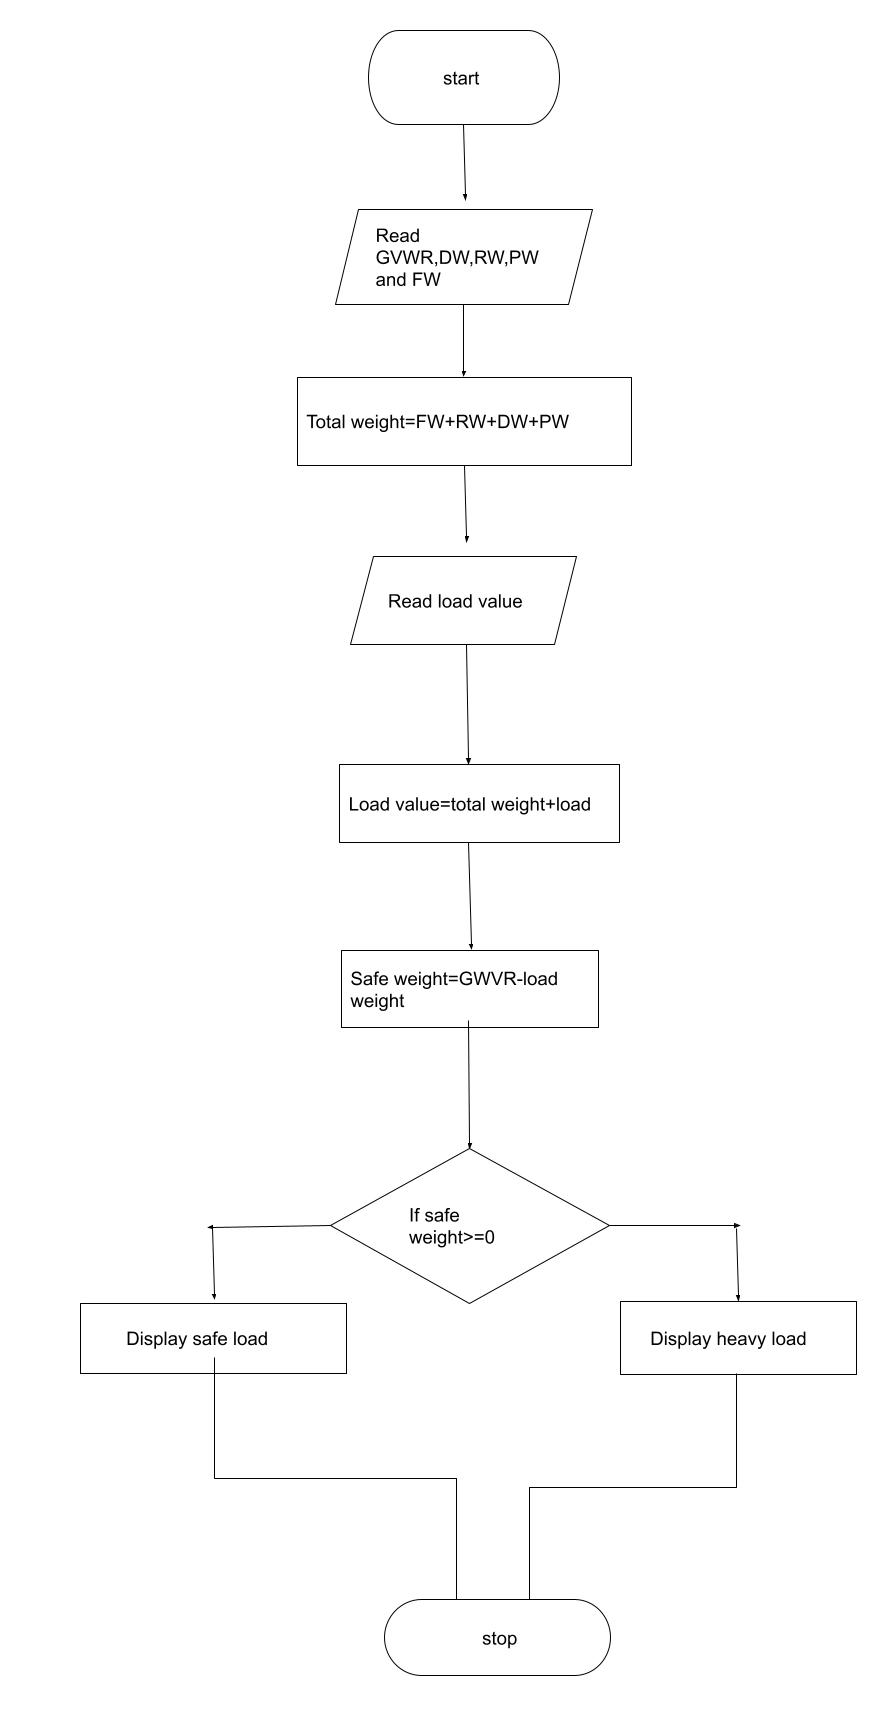 start
Read
GVWR,DW,RW,PW
and FW
Total weight=FW+RW+DW+PW
Read load value
Load value=total weight+load
Safe weight=GWVR-load
weight
If safe
weight>=0
Display safe load
Display heavy load
stop